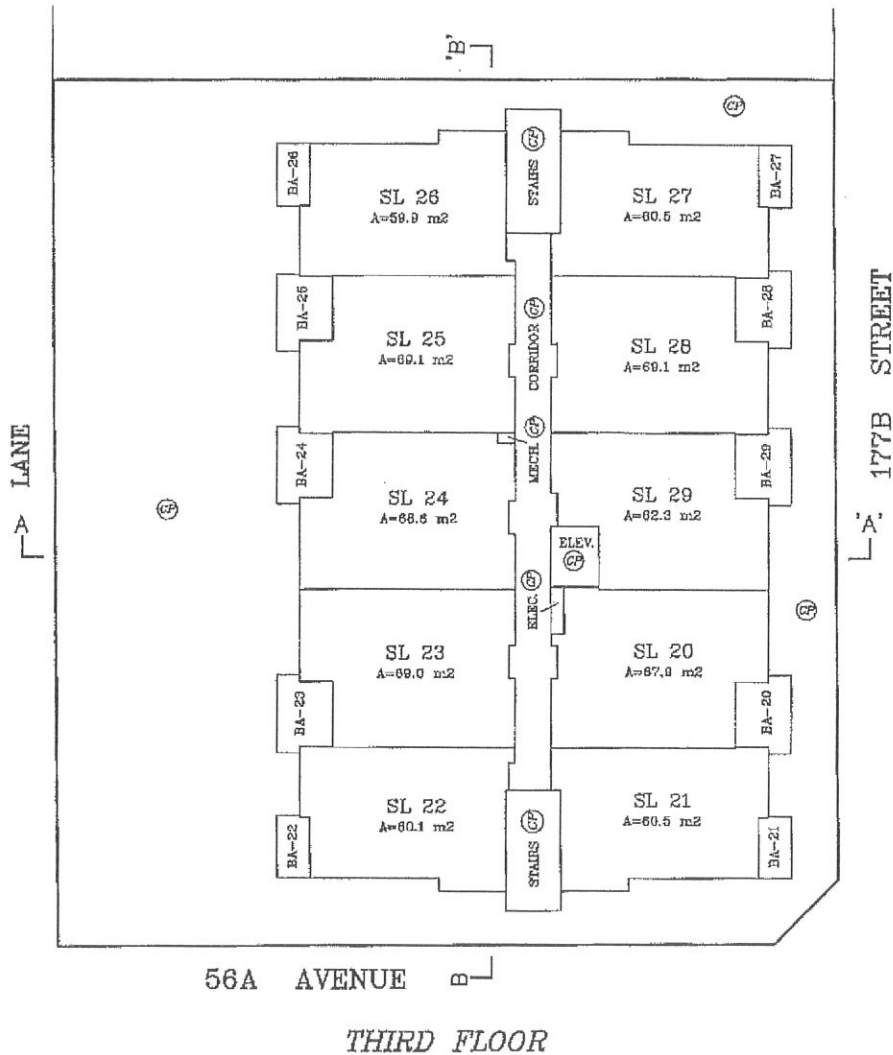 'B'
CP
BA-26
SL 26
A=59.9 m2
STAIRS CP
SL 27
A=60.5 m2
BA-27
BA-25
SL 25
A=69.1 m2
CORRIDOR CP
SL 28
A=69.1 m2
BA-28
177B STREET
LANE
A
CP
BA-24
SL 24
A=68.6 m2
MECH. CP
SL 29
A=62.3 m2
BA-29
ELEV.
CP
'A'
ELEC. CP
CP
SL 23
A=69.0 m2
BA-23
SL 20
A=67.9 m2
BA-20
SL 22
A=60.1 m2
BA-22
STAIRS CP
SL 21
A=60.5 m2
BA-21
56A AVENUE
B
THIRD FLOOR